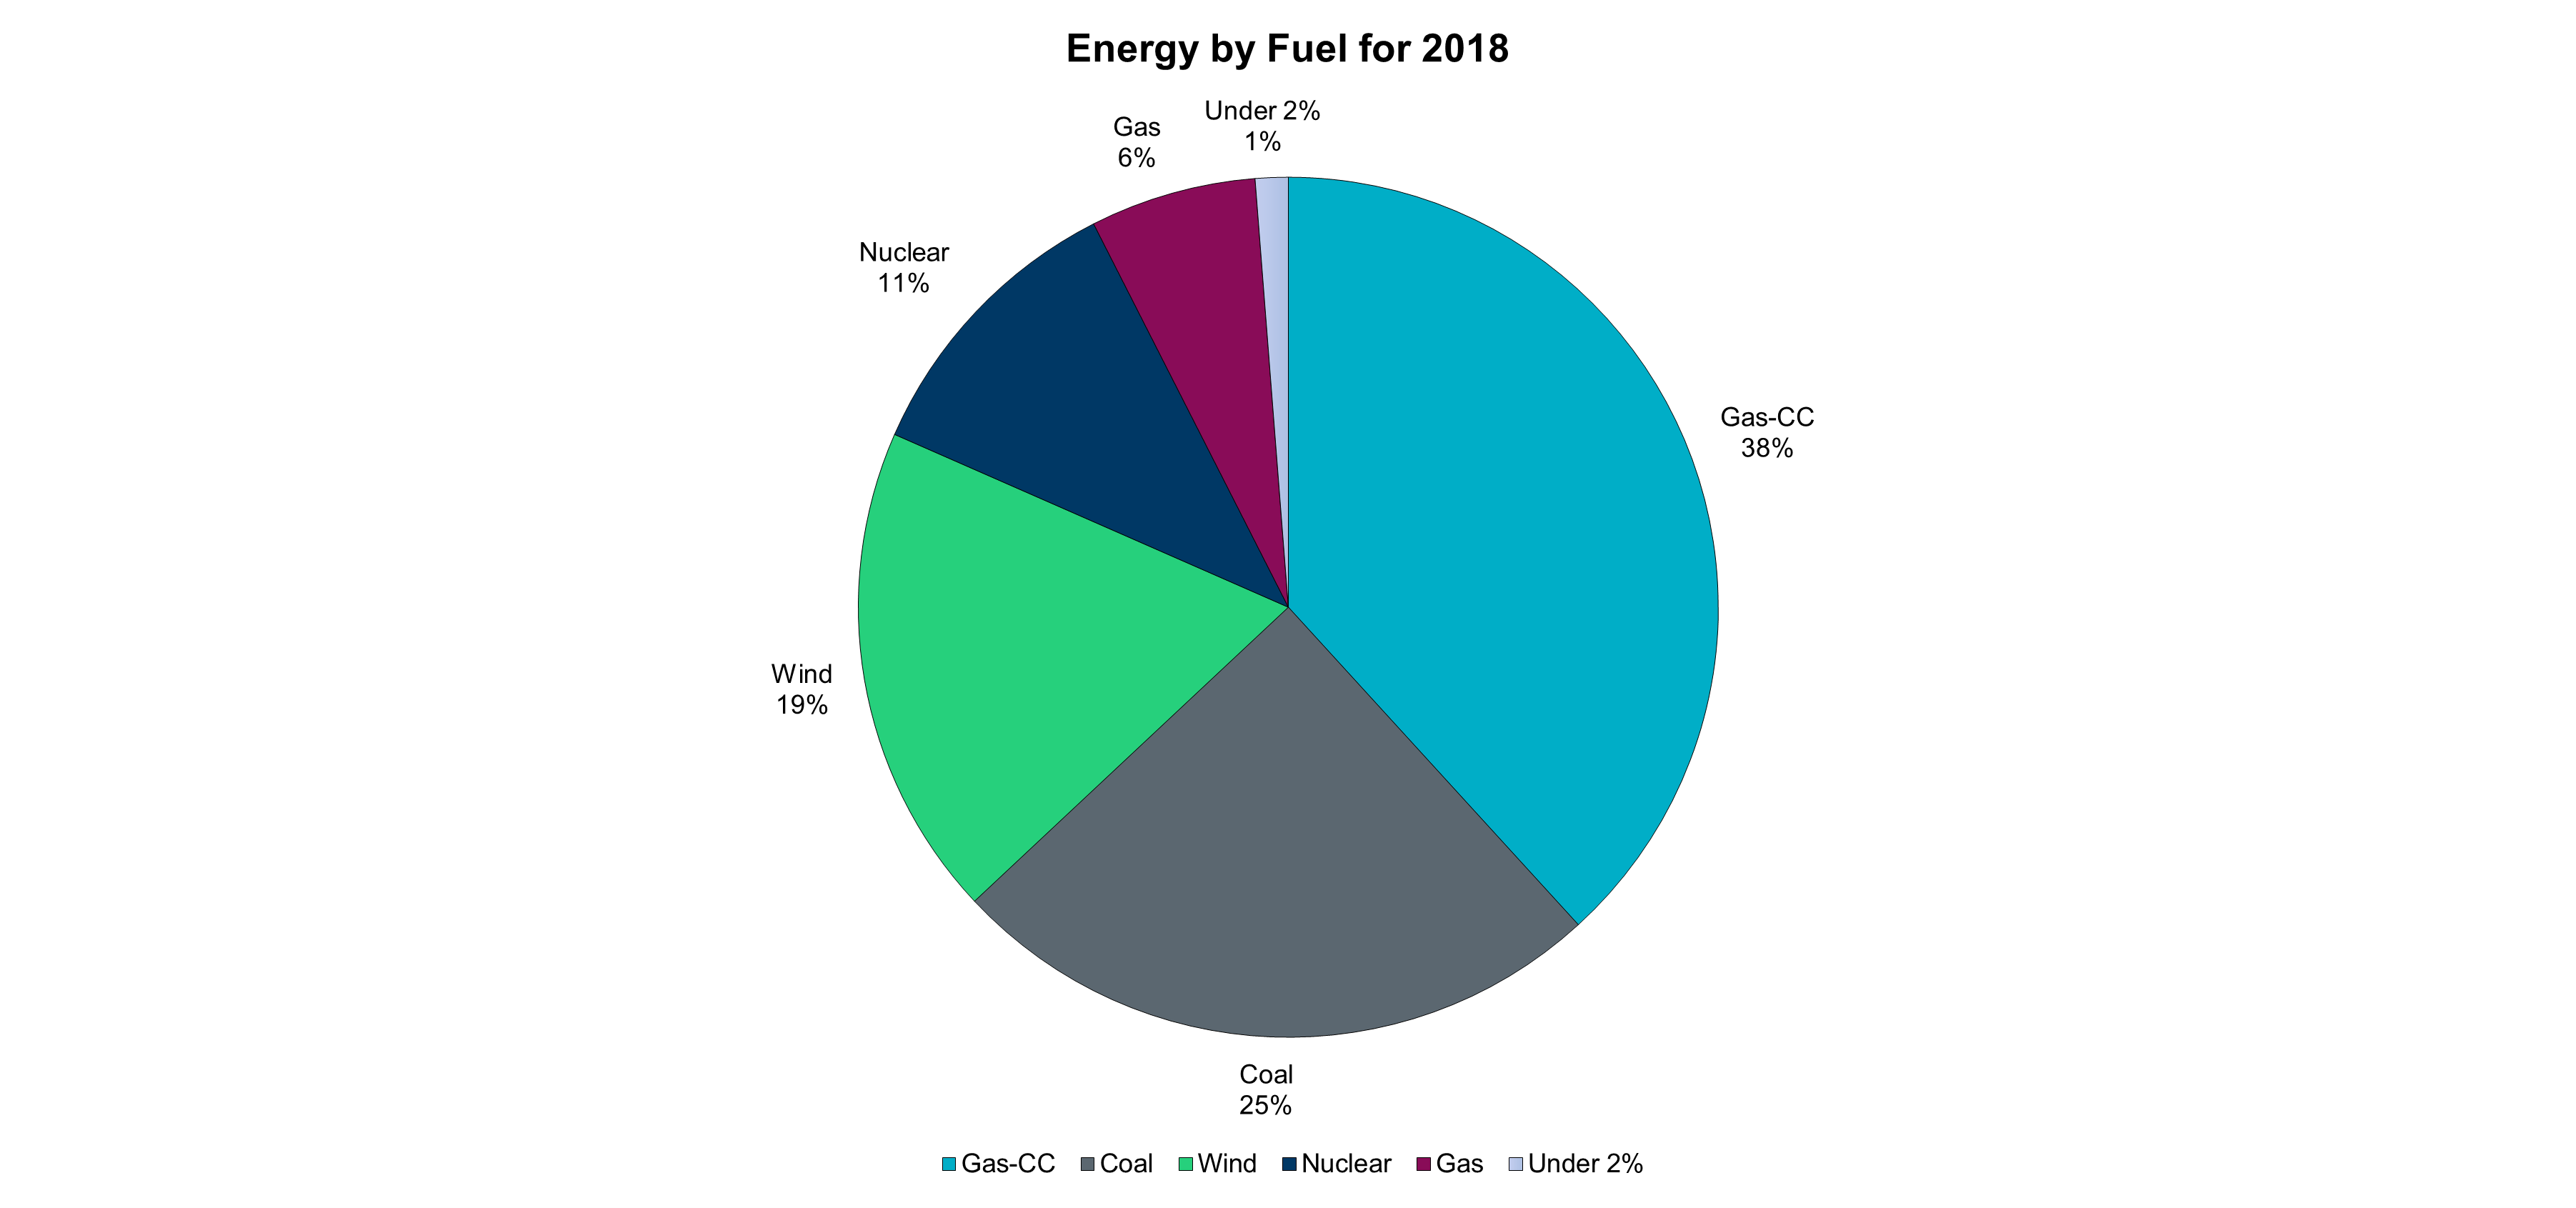 Energy by Fuel for 2018
Under 2%
1%
Gas
6%
Nuclear
11%
Gas-CC
38%
Wind
19%
Coal
25%
Gas-CC Coal Wind Nuclear Gas Under 2%